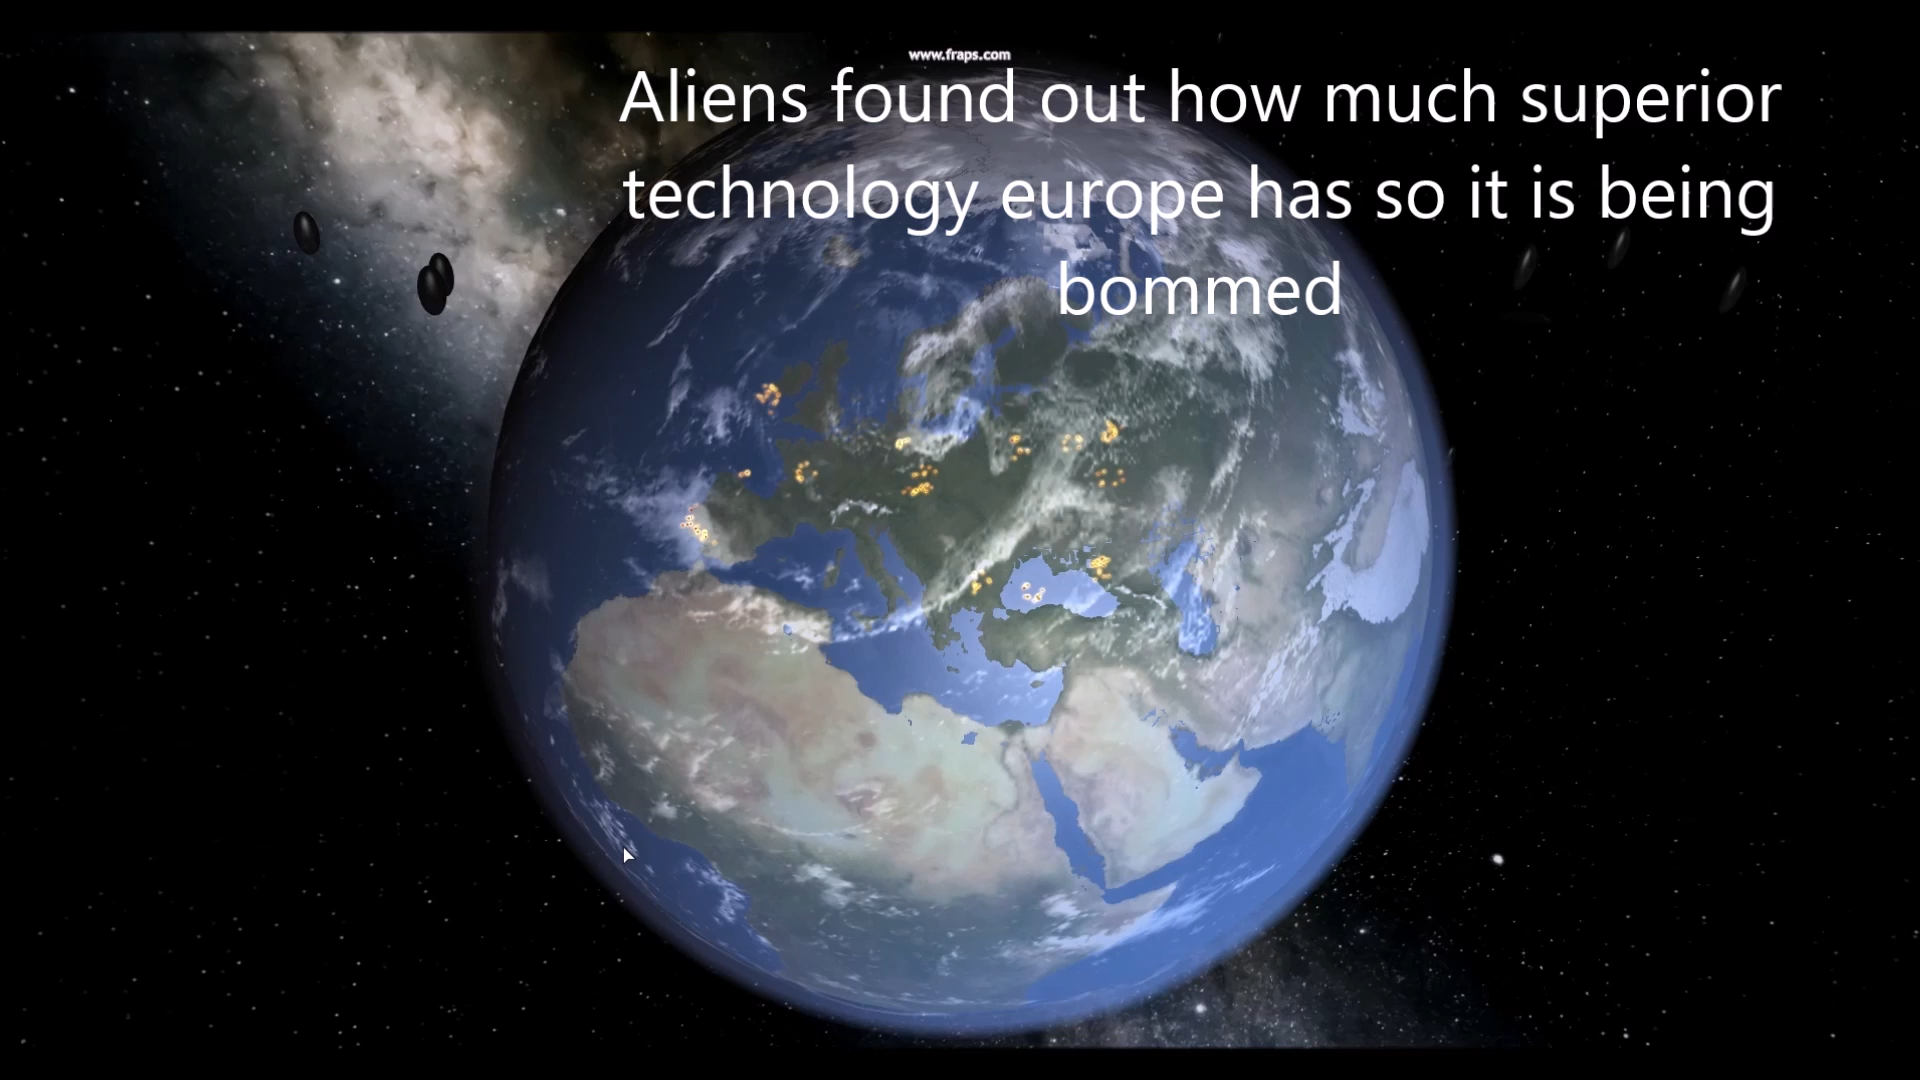 www.fraps.com
Aliens found out how much superior
technology europe has so it is being
bommed